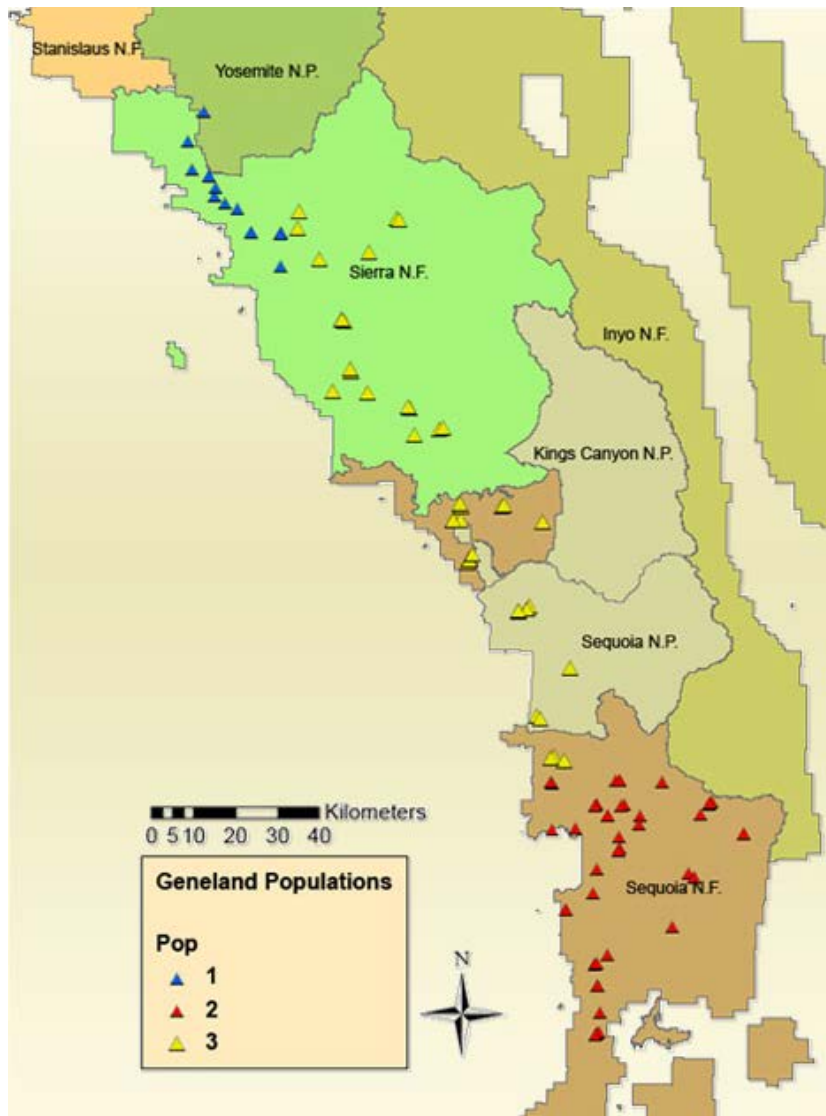 Stanislaus N.F.
Yosemite N.P.
Sierra N.F.
Inyo N.F.
Kings Canyon N.P.
Sequoia N.P.
Kilometers
0 5 10 20 30 40
Geneland Populations
Sequoia N.F.
Pop
N
1
2
3